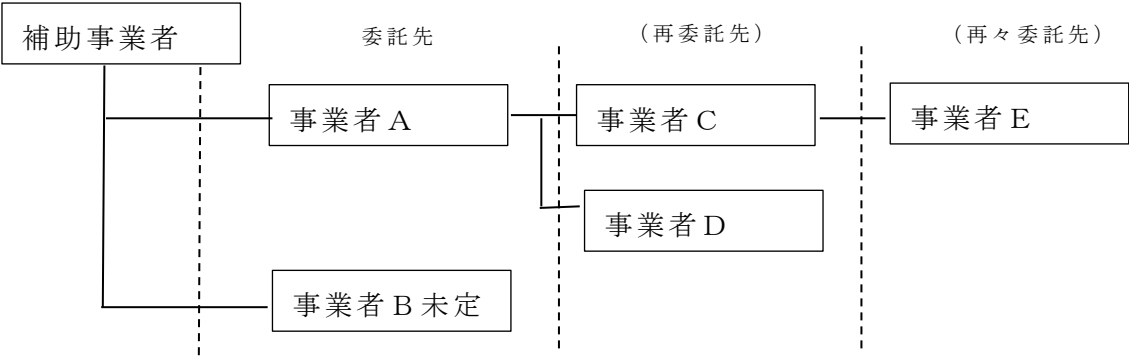 補助事業者
委託先
（再委託先）
（再々委託先）
事業者A
事業者C
事業者E
事業者D
事業者B未定